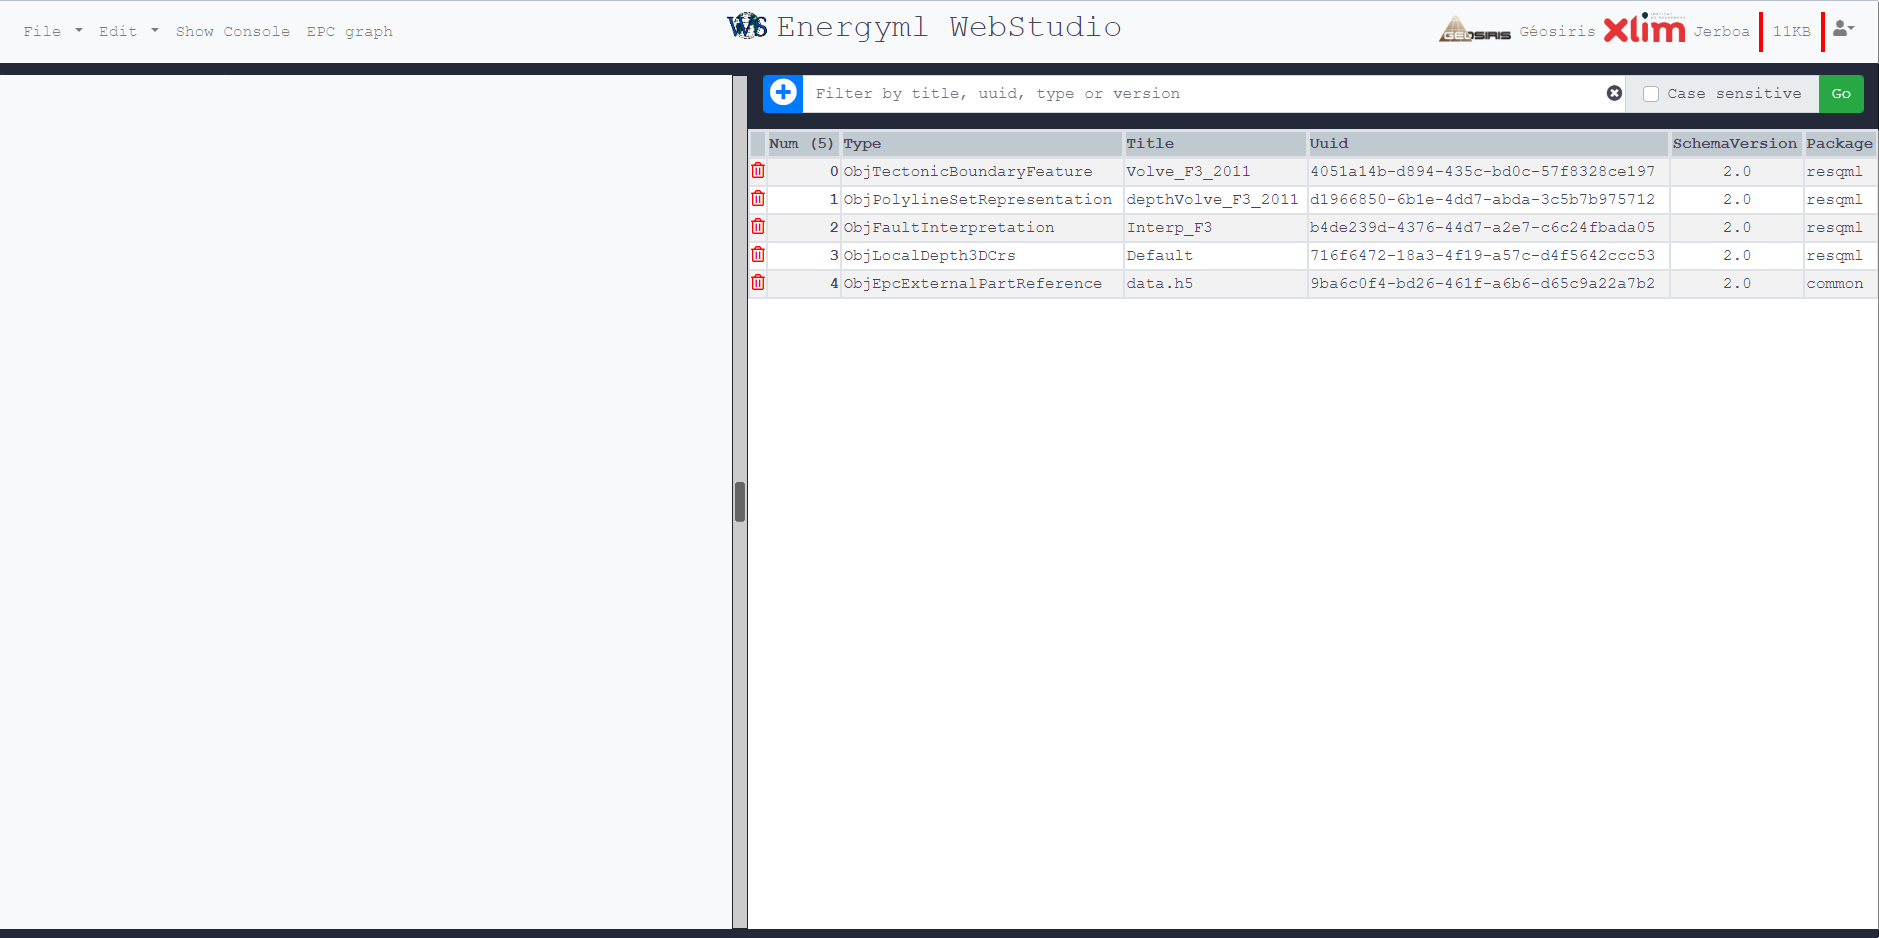 File Edit Show Console EPC graph WS Energyml WebStudio GEOSIRIS Géosiris Xlim Jerboa 11KB
Filter by title, uuid, type or version Case sensitive Go
Num (5) Type Title Uuid SchemaVersion Package
0 ObjTectonicBoundaryFeature Volve_F3_2011 4051a14b-d894-435c-bd0c-57f8328ce197 2.0 resqml
1 ObjPolylineSetRepresentation depthVolve_F3_2011 d1966850-6b1e-4dd7-abda-3c5b7b975712 2.0 resqml
2 ObjFaultInterpretation Interp_F3 b4de239d-4376-44d7-a2e7-c6c24fbada05 2.0 resqml
3 ObjLocalDepth3DCrs Default 716f6472-18a3-4f19-a57c-d4f5642ccc53 2.0 resqml
4 ObjEpcExternalPartReference data.h5 9ba6c0f4-bd26-461f-a6b6-d65c9a22a7b2 2.0 common